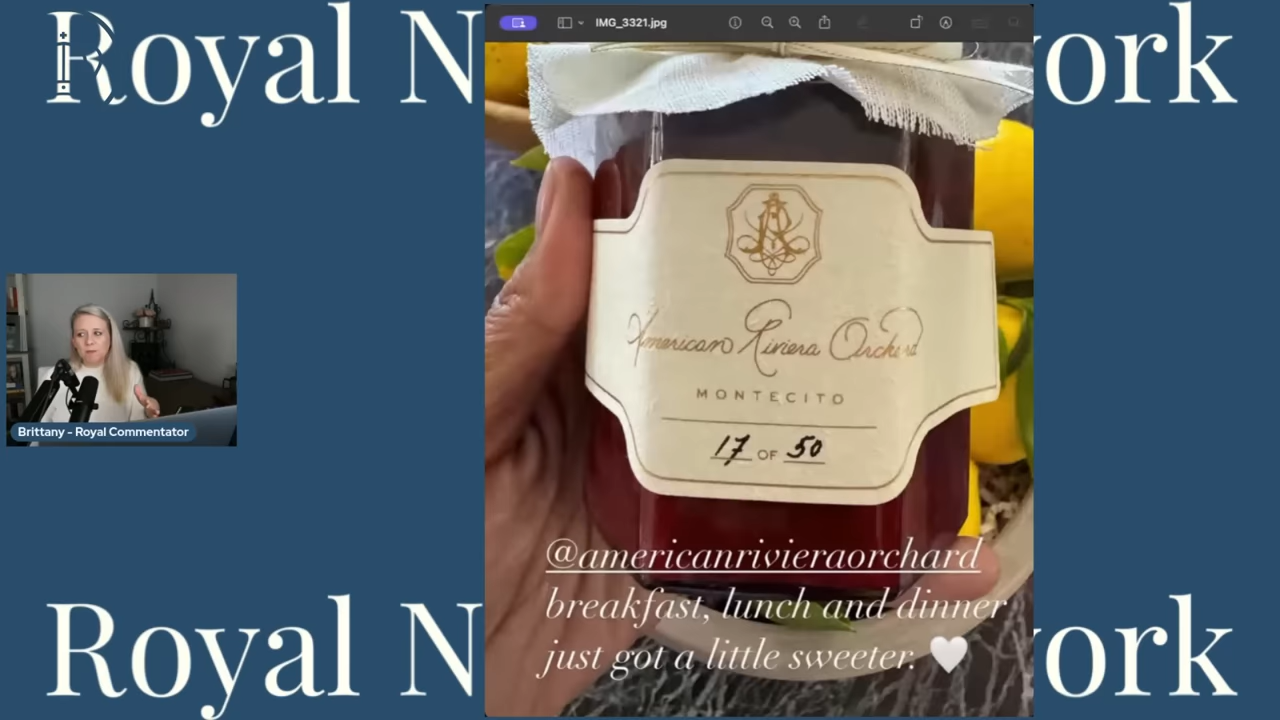 Royal N
ork
IMG_3321.jpg
American Riviera Orchard
MONTECITO
17 OF 50
@americanrivieraorchard
breakfast, lunch and dinner
just got a little sweeter.
Brittany - Royal Commentator
Royal N
ork